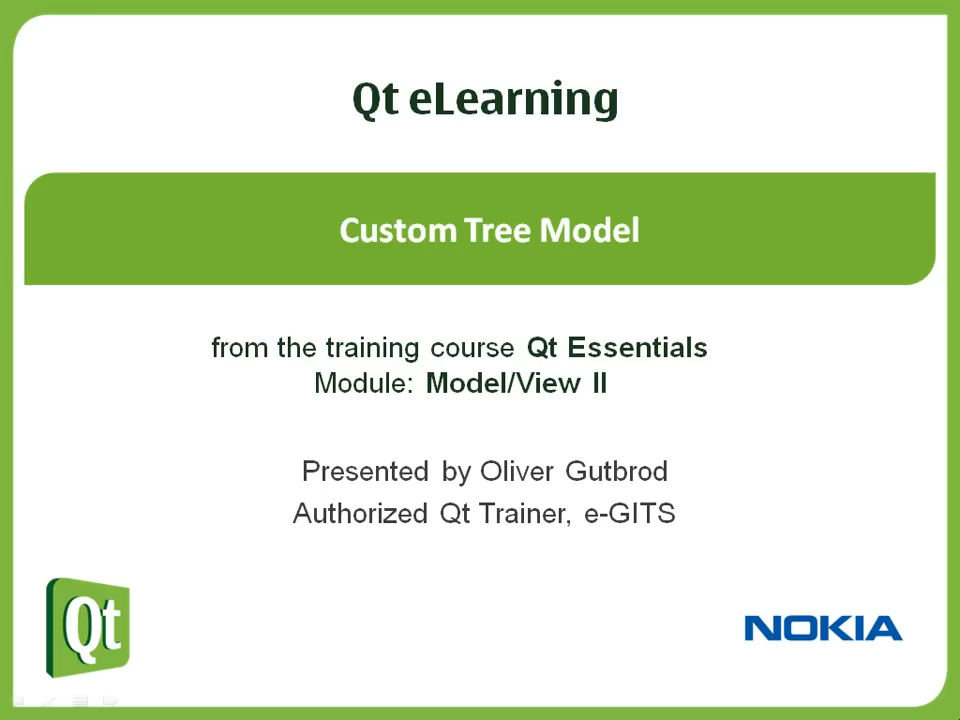 Qt eLearning
Custom Tree Model
from the training course Qt Essentials
Module: Model/View II
Presented by Oliver Gutbrod
Authorized Qt Trainer, e-GITS
Qt
NOKIA